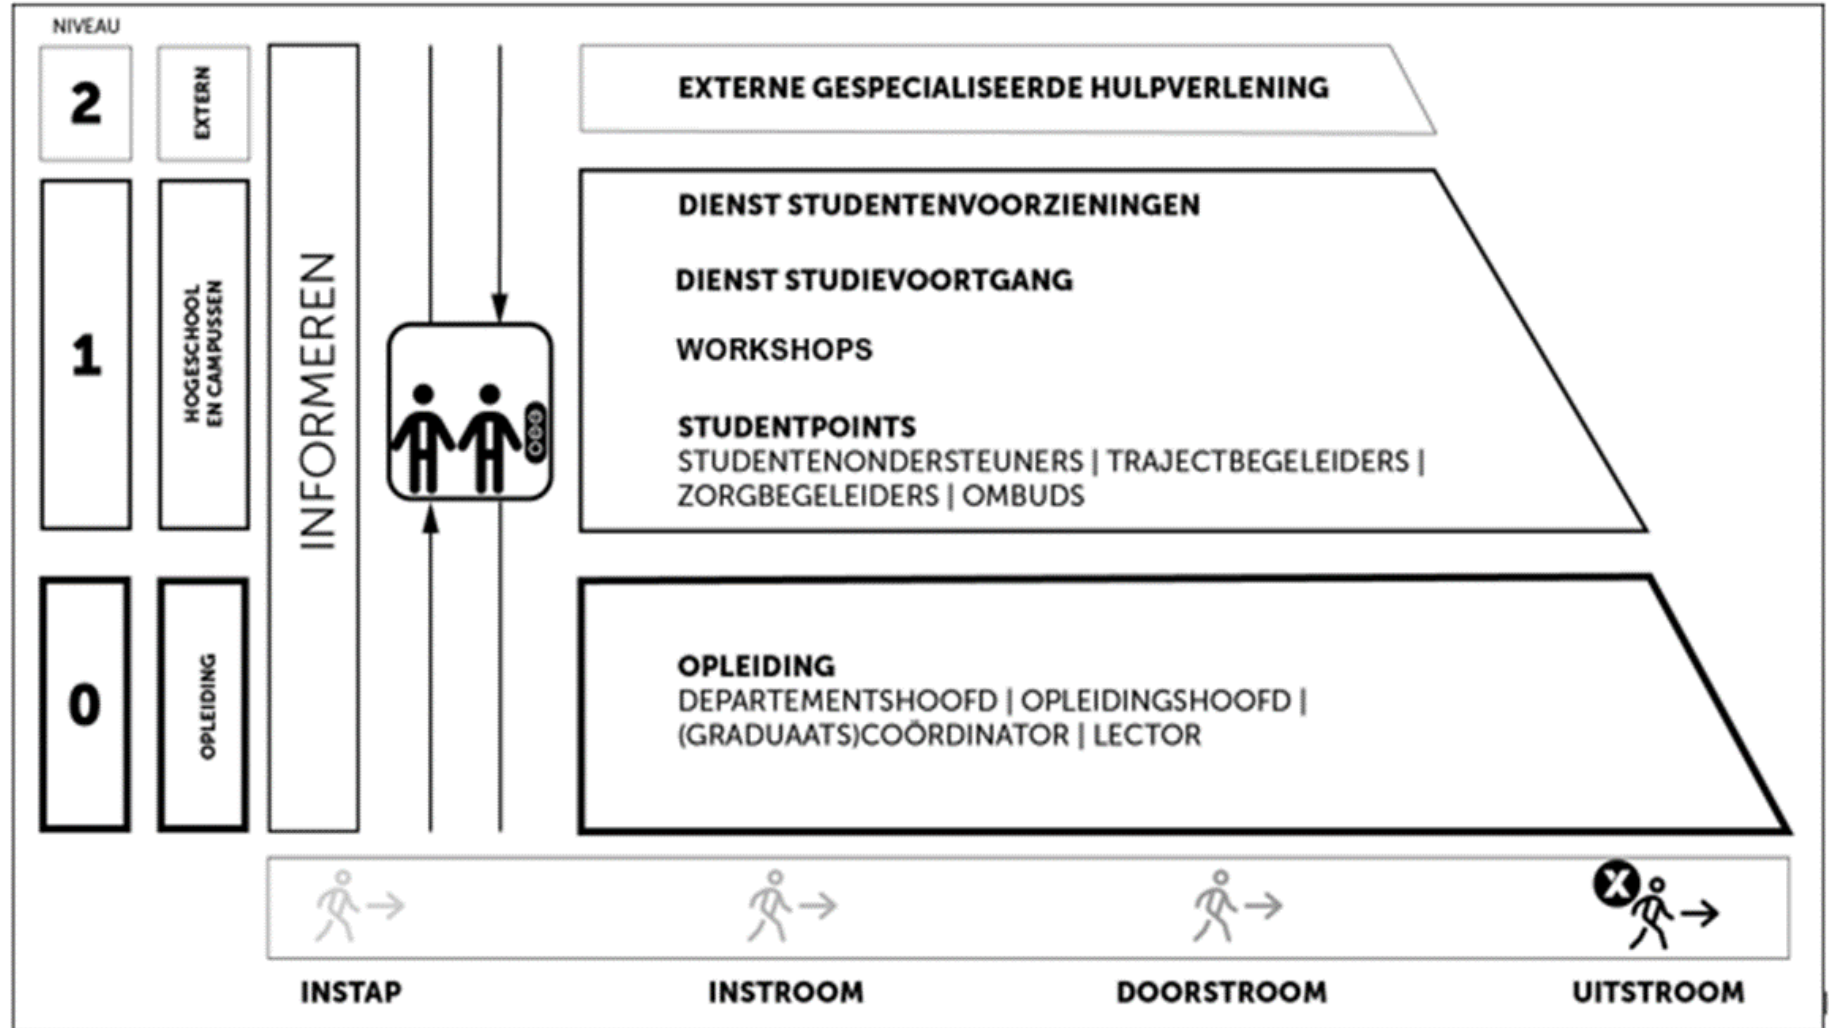 NIVEAU
2
EXTERN
EXTERNE GESPECIALISEERDE HULPVERLENING
1
HOGESCHOOL
EN CAMPUSSEN
INFORMEREN
DIENST STUDENTENVOORZIENINGEN
DIENST STUDIEVOORTGANG
WORKSHOPS
STUDENTPOINTS
STUDENTENONDERSTEUNERS | TRAJECTBEGELEIDERS |
ZORGBEGELEIDERS | OMBUDS
0
OPLEIDING
OPLEIDING
DEPARTEMENTSHOOFD | OPLEIDINGSHOOFD |
(GRADUAATS)COÖRDINATOR | LECTOR
X
INSTAP
INSTROOM
DOORSTROOM
UITSTROOM